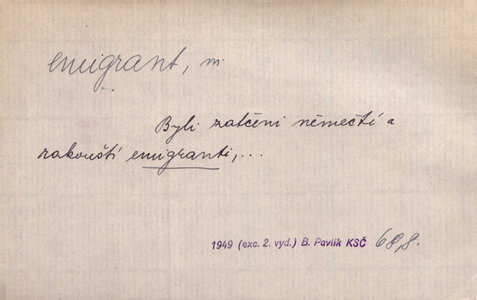 emigrant, m.
Byli zatčeni němečtí a
rakouští emigranti,...
1949 (exc. 2. vyd.) B. Pavlík KSČ 68,8.